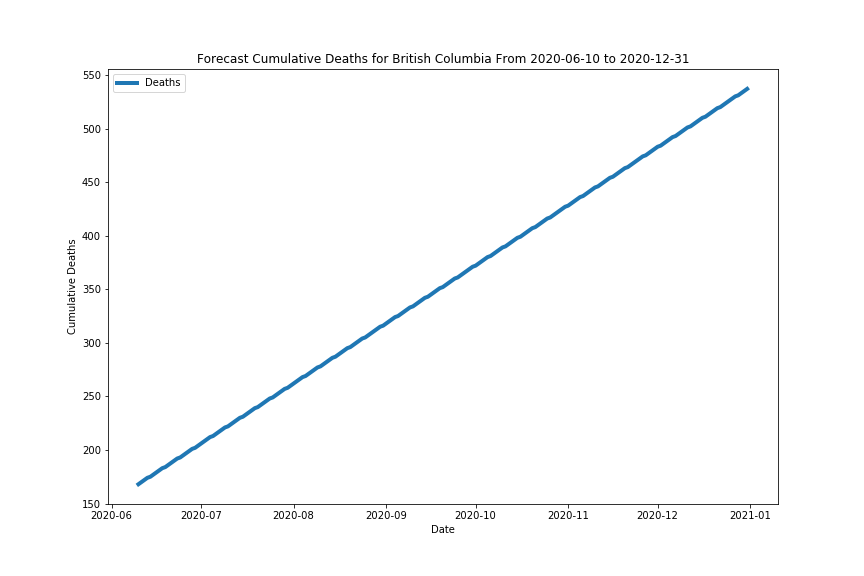 Forecast Cumulative Deaths for British Columbia From 2020-06-10 to 2020-12-31
Deaths
550
500
450
400
350
300
250
200
150
Cumulative Deaths
2020-06 2020-07 2020-08 2020-09 2020-10 2020-11 2020-12 2021-01
Date